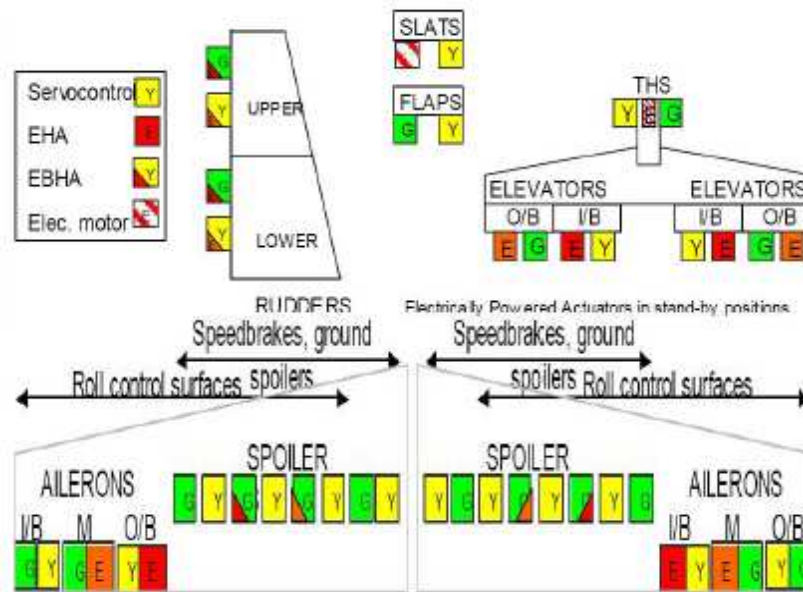 SLATS
Y
FLAPS
G Y
THS
Y E G
Servocontrol Y
EHA E
EBHA Y
Elec. motor E
G
Y
UPPER
G
Y
LOWER
RUDDERS
ELEVATORS ELEVATORS
O/B I/B I/B O/B
E G E Y Y E G E
Electrically Powered Actuators in stand-by positions
Speedbrakes, ground spoilers
Speedbrakes, ground spoilers
Roll control surfaces
Roll control surfaces
SPOILER SPOILER
AILERONS AILERONS
G Y G Y G Y G Y
Y G Y G Y G Y G
I/B M O/B
I/B M O/B
G Y G E Y E
E Y E G Y G